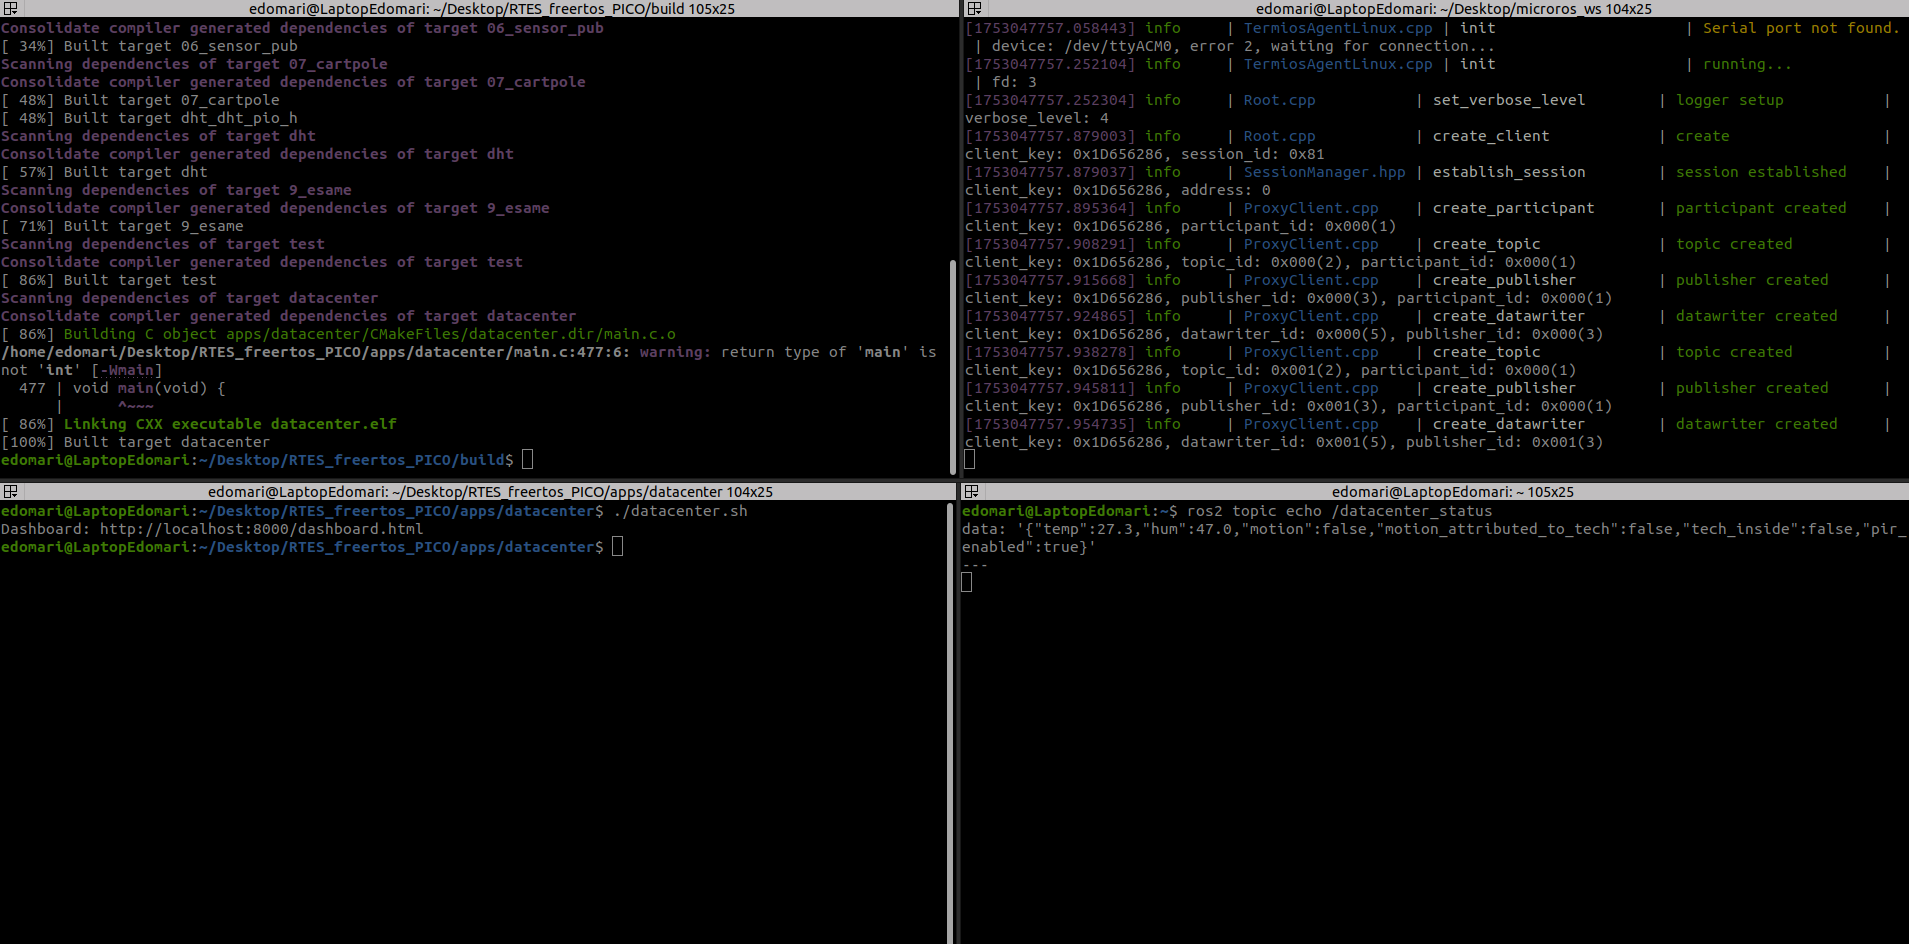 edomari@LaptopEdomari: ~/Desktop/RTES_freertos_PICO/build 105x25
Consolidate compiler generated dependencies of target 06_sensor_pub
[ 34%] Built target 06_sensor_pub
Scanning dependencies of target 07_cartpole
Consolidate compiler generated dependencies of target 07_cartpole
[ 48%] Built target 07_cartpole
[ 48%] Built target dht_dht_pio_h
Scanning dependencies of target dht
Consolidate compiler generated dependencies of target dht
[ 57%] Built target dht
Scanning dependencies of target 9_esame
Consolidate compiler generated dependencies of target 9_esame
[ 71%] Built target 9_esame
Scanning dependencies of target test
Consolidate compiler generated dependencies of target test
[ 86%] Built target test
Scanning dependencies of target datacenter
Consolidate compiler generated dependencies of target datacenter
[ 86%] Building C object apps/datacenter/CMakeFiles/datacenter.dir/main.c.o
/home/edomari/Desktop/RTES_freertos_PICO/apps/datacenter/main.c:477:6: warning: return type of 'main' is
not 'int' [-Wmain]
  477 | void main(void) {
      |      ^~~~
[ 86%] Linking CXX executable datacenter.elf
[100%] Built target datacenter
edomari@LaptopEdomari:~/Desktop/RTES_freertos_PICO/build$
edomari@LaptopEdomari: ~/Desktop/microros_ws 104x25
[1753047757.058443] info     | TermiosAgentLinux.cpp | init                     | Serial port not found.
 | device: /dev/ttyACM0, error 2, waiting for connection...
[1753047757.252104] info     | TermiosAgentLinux.cpp | init                     | running...
 | fd: 3
[1753047757.252304] info     | Root.cpp           | set_verbose_level        | logger setup           |
verbose_level: 4
[1753047757.879003] info     | Root.cpp           | create_client            | create                 |
client_key: 0x1D656286, session_id: 0x81
[1753047757.879037] info     | SessionManager.hpp | establish_session        | session established    |
client_key: 0x1D656286, address: 0
[1753047757.895364] info     | ProxyClient.cpp    | create_participant       | participant created    |
client_key: 0x1D656286, participant_id: 0x000(1)
[1753047757.908291] info     | ProxyClient.cpp    | create_topic             | topic created          |
client_key: 0x1D656286, topic_id: 0x000(2), participant_id: 0x000(1)
[1753047757.915668] info     | ProxyClient.cpp    | create_publisher         | publisher created      |
client_key: 0x1D656286, publisher_id: 0x000(3), participant_id: 0x000(1)
[1753047757.924865] info     | ProxyClient.cpp    | create_datawriter        | datawriter created     |
client_key: 0x1D656286, datawriter_id: 0x000(5), publisher_id: 0x000(3)
[1753047757.938278] info     | ProxyClient.cpp    | create_topic             | topic created          |
client_key: 0x1D656286, topic_id: 0x001(2), participant_id: 0x000(1)
[1753047757.945811] info     | ProxyClient.cpp    | create_publisher         | publisher created      |
client_key: 0x1D656286, publisher_id: 0x001(3), participant_id: 0x000(1)
[1753047757.954735] info     | ProxyClient.cpp    | create_datawriter        | datawriter created     |
client_key: 0x1D656286, datawriter_id: 0x001(5), publisher_id: 0x001(3)
edomari@LaptopEdomari: ~/Desktop/RTES_freertos_PICO/apps/datacenter 104x25
edomari@LaptopEdomari:~/Desktop/RTES_freertos_PICO/apps/datacenter$ ./datacenter.sh
Dashboard: http://localhost:8000/dashboard.html
edomari@LaptopEdomari:~/Desktop/RTES_freertos_PICO/apps/datacenter$
edomari@LaptopEdomari: ~ 105x25
edomari@LaptopEdomari:~$ ros2 topic echo /datacenter_status
data: '{"temp":27.3,"hum":47.0,"motion":false,"motion_attributed_to_tech":false,"tech_inside":false,"pir_
enabled":true}'
---